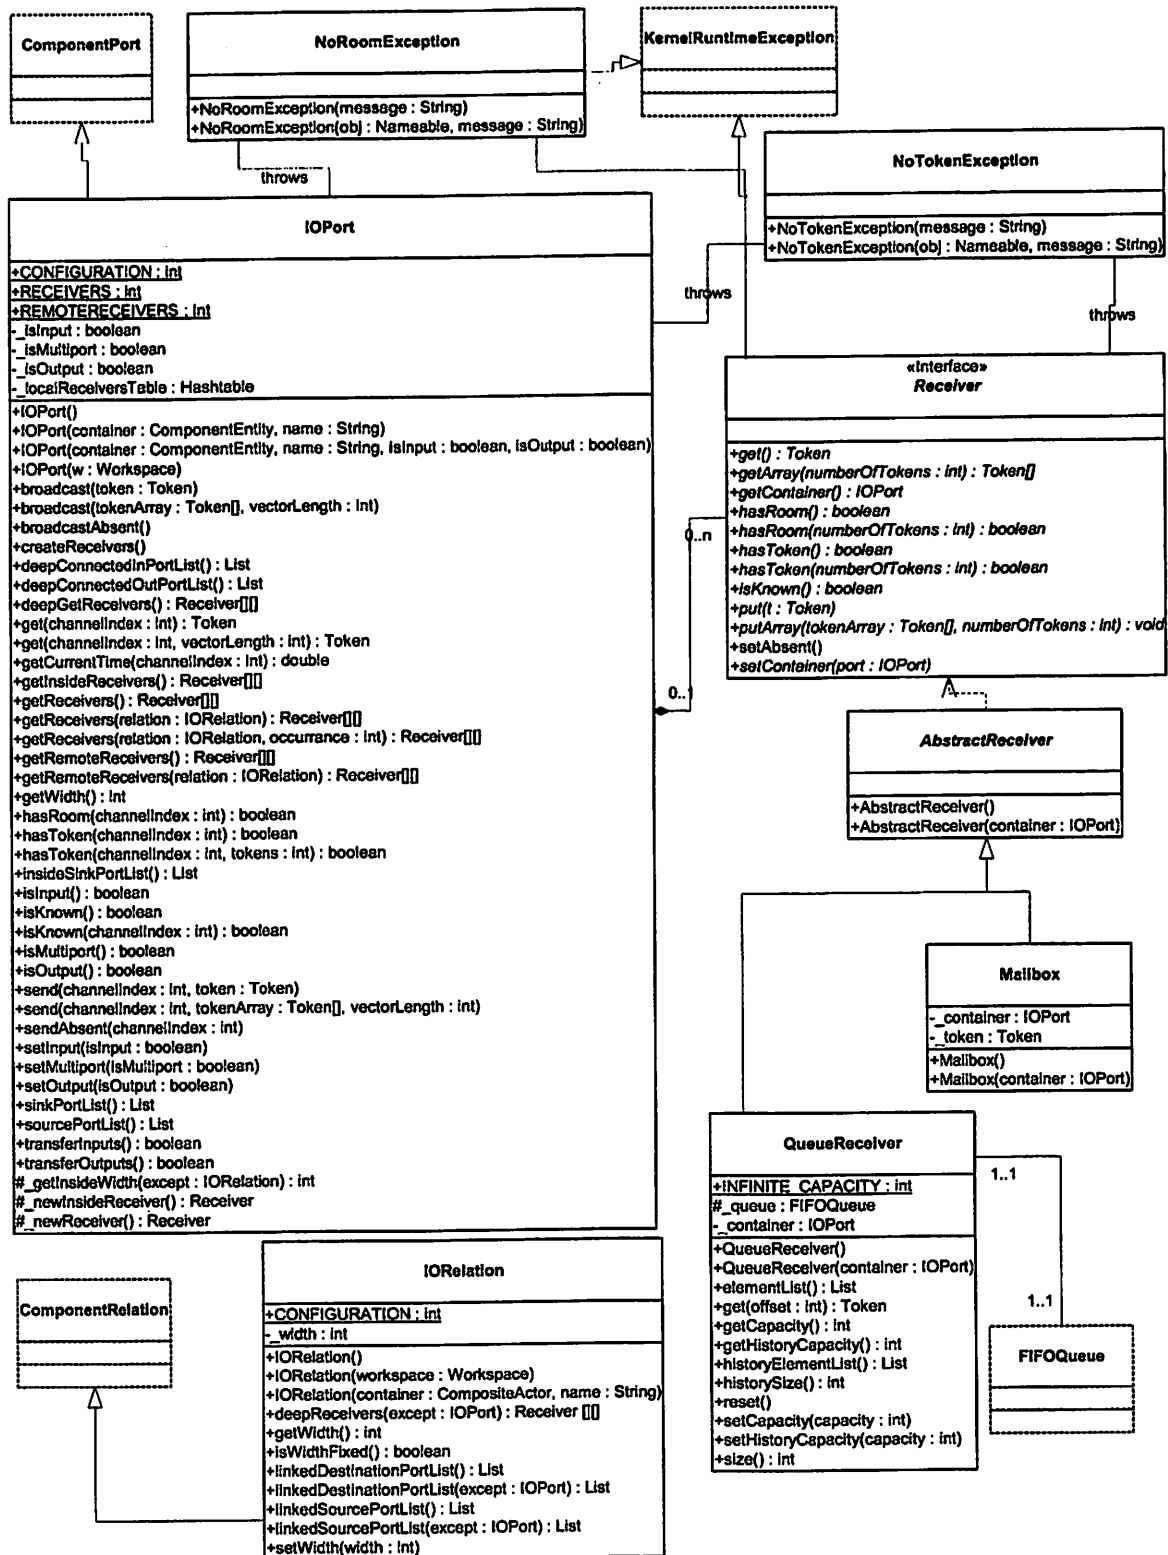 ComponentPort
NoRoomException
+NoRoomException(message : String)
+NoRoomException(obj : Nameable, message : String)
KernelRuntimeException
NoTokenException
+NoTokenException(message : String)
+NoTokenException(obj : Nameable, message : String)
throws
throws
throws
IOPort
+CONFIGURATION : int
+RECEIVERS : int
+REMOTERECEIVERS : int
-_isInput : boolean
-_isMultiport : boolean
-_isOutput : boolean
-_localReceiversTable : Hashtable
+IOPort()
+IOPort(container : ComponentEntity, name : String)
+IOPort(container : ComponentEntity, name : String, isInput : boolean, isOutput : boolean)
+IOPort(w : Workspace)
+broadcast(token : Token)
+broadcast(tokenArray : Token[], vectorLength : int)
+broadcastAbsent()
+createReceivers()
+deepConnectedInPortList() : List
+deepConnectedOutPortList() : List
+deepGetReceivers() : Receiver[][]
+get(channelIndex : int) : Token
+get(channelIndex : int, vectorLength : int) : Token
+getCurrentTime(channelIndex : int) : double
+getInsideReceivers() : Receiver[][]
+getReceivers() : Receiver[][]
+getReceivers(relation : IORelation) : Receiver[][]
+getReceivers(relation : IORelation, occurrance : int) : Receiver[][]
+getRemoteReceivers() : Receiver[][]
+getRemoteReceivers(relation : IORelation) : Receiver[][]
+getWidth() : int
+hasRoom(channelIndex : int) : boolean
+hasToken(channelIndex : int) : boolean
+hasToken(channelIndex : int, tokens : int) : boolean
+insideSinkPortList() : List
+isInput() : boolean
+isKnown() : boolean
+isKnown(channelIndex : int) : boolean
+isMultiport() : boolean
+isOutput() : boolean
+send(channelIndex : int, token : Token)
+send(channelIndex : int, tokenArray : Token[], vectorLength : int)
+sendAbsent(channelIndex : int)
+setInput(isInput : boolean)
+setMultiport(isMultiport : boolean)
+setOutput(isOutput : boolean)
+sinkPortList() : List
+sourcePortList() : List
+transferInputs() : boolean
+transferOutputs() : boolean
#_getInsideWidth(except : IORelation) : int
#_newInsideReceiver() : Receiver
#_newReceiver() : Receiver
«Interface»
Receiver
+get() : Token
+getArray(numberOfTokens : int) : Token[]
+getContainer() : IOPort
+hasRoom() : boolean
+hasRoom(numberOfTokens : int) : boolean
+hasToken() : boolean
+hasToken(numberOfTokens : int) : boolean
+isKnown() : boolean
+put(t : Token)
+putArray(tokenArray : Token[], numberOfTokens : int) : void
+setAbsent()
+setContainer(port : IOPort)
0..n
0..1
AbstractReceiver
+AbstractReceiver()
+AbstractReceiver(container : IOPort)
Mailbox
-_container : IOPort
-_token : Token
+Mailbox()
+Mailbox(container : IOPort)
QueueReceiver
+INFINITE_CAPACITY : int
#_queue : FIFOQueue
-_container : IOPort
+QueueReceiver()
+QueueReceiver(container : IOPort)
+elementList() : List
+get(offset : int) : Token
+getCapacity() : int
+getHistoryCapacity() : int
+historyElementList() : List
+historySize() : int
+reset()
+setCapacity(capacity : int)
+setHistoryCapacity(capacity : int)
+size() : int
1..1
1..1
FIFOQueue
ComponentRelation
IORelation
+CONFIGURATION : int
-_width : int
+IORelation()
+IORelation(workspace : Workspace)
+IORelation(container : CompositeActor, name : String)
+deepReceivers(except : IOPort) : Receiver [][]
+getWidth() : int
+isWidthFixed() : boolean
+linkedDestinationPortList() : List
+linkedDestinationPortList(except : IOPort) : List
+linkedSourcePortList() : List
+linkedSourcePortList(except : IOPort) : List
+setWidth(width : int)